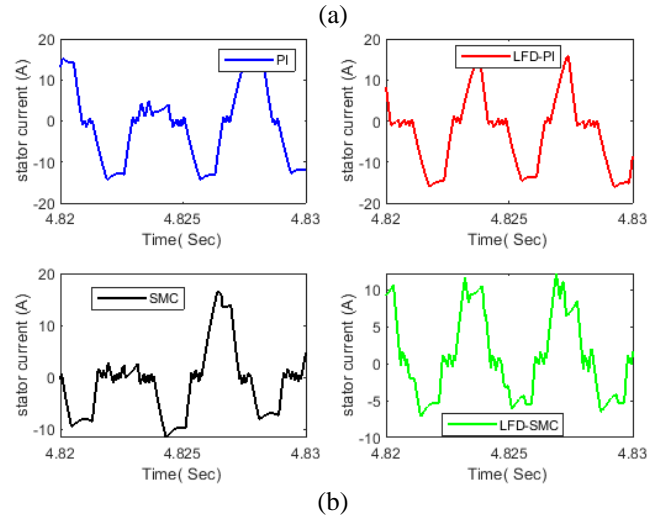 (a)
20
10
0
-10
-20
stator current (A)
PI
4.82 4.825 4.83
Time( Sec)
20
10
0
-10
-20
stator current (A)
LFD-PI
4.82 4.825 4.83
Time( Sec)
20
10
0
-10
stator current (A)
SMC
4.82 4.825 4.83
Time( Sec)
10
5
0
-5
-10
stator current (A)
LFD-SMC
4.82 4.825 4.83
Time( Sec)
(b)